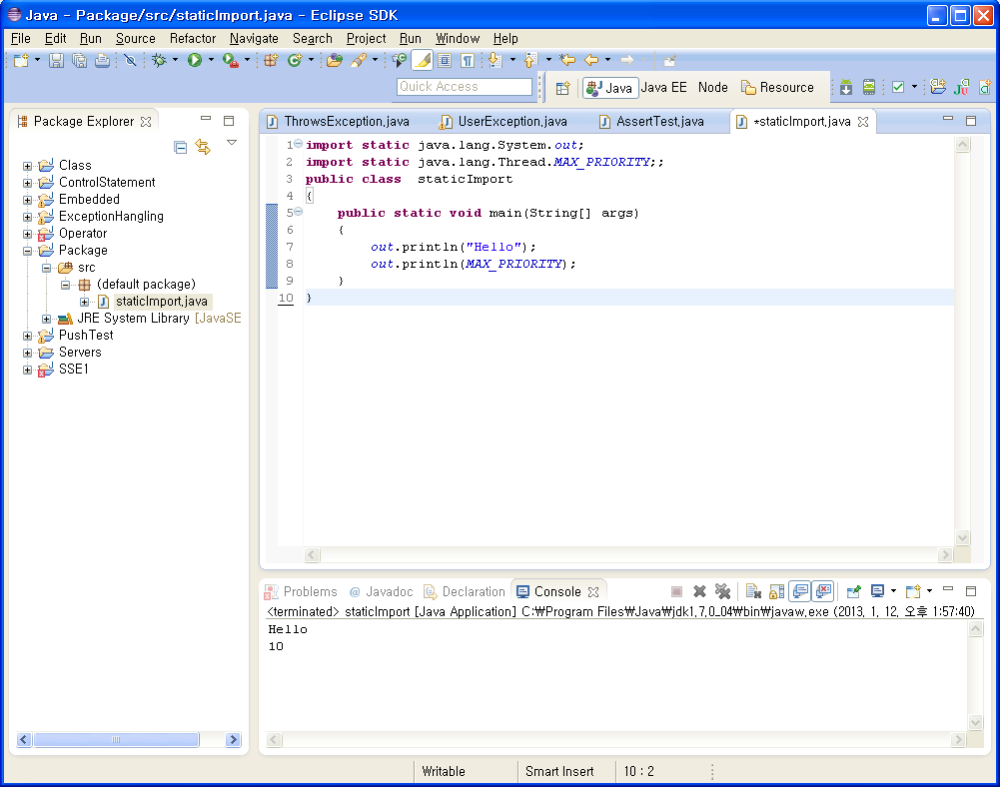 Java - Package/src/staticImport.java - Eclipse SDK
File Edit Run Source Refactor Navigate Search Project Run Window Help
Quick Access
Java Java EE Node Resource
Package Explorer
Class
ControlStatement
Embedded
ExceptionHangling
Operator
Package
src
(default package)
staticImport.java
JRE System Library [JavaSE
PushTest
Servers
SSE1
ThrowsException.java UserException.java AssertTest.java *staticImport.java
1 import static java.lang.System.out;
2 import static java.lang.Thread.MAX_PRIORITY;;
3 public class  staticImport
4 {
5     public static void main(String[] args)
6     {
7         out.println("Hello");
8         out.println(MAX_PRIORITY);
9     }
10 }
Problems @ Javadoc Declaration Console
<terminated> staticImport [Java Application] C:₩Program Files₩Java₩jdk1.7.0_04₩bin₩javaw.exe (2013. 1. 12. 오후 1:57:40)
Hello
10
Writable Smart Insert 10 : 2